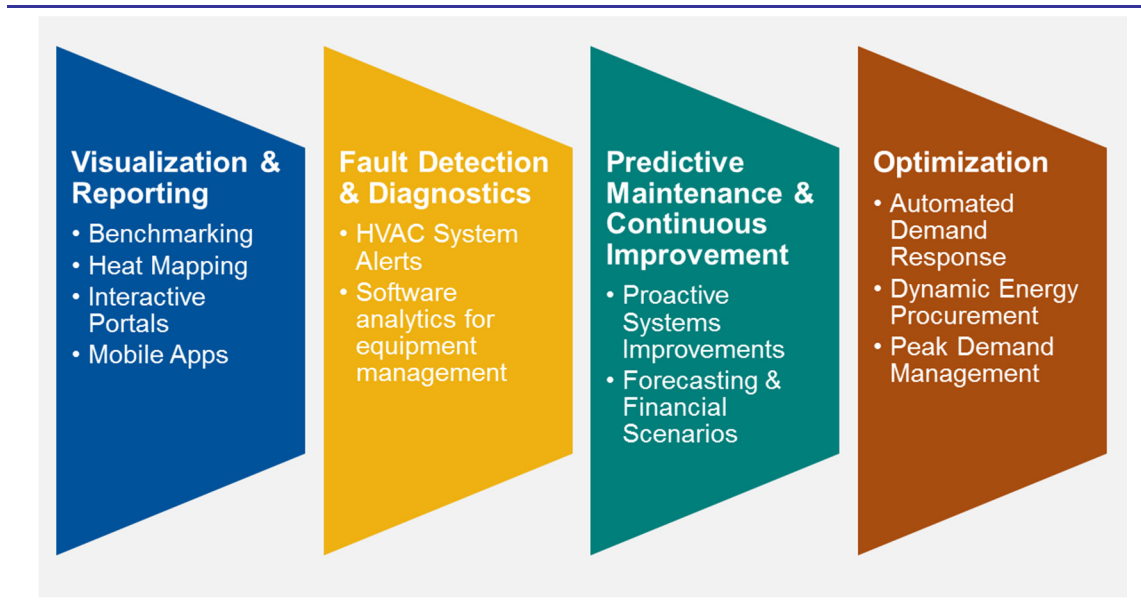 Visualization &
Reporting
• Benchmarking
• Heat Mapping
• Interactive
Portals
• Mobile Apps
Fault Detection
& Diagnostics
• HVAC System
Alerts
• Software
analytics for
equipment
management
Predictive
Maintenance &
Continuous
Improvement
• Proactive
Systems
Improvements
• Forecasting &
Financial
Scenarios
Optimization
• Automated
Demand
Response
• Dynamic Energy
Procurement
• Peak Demand
Management